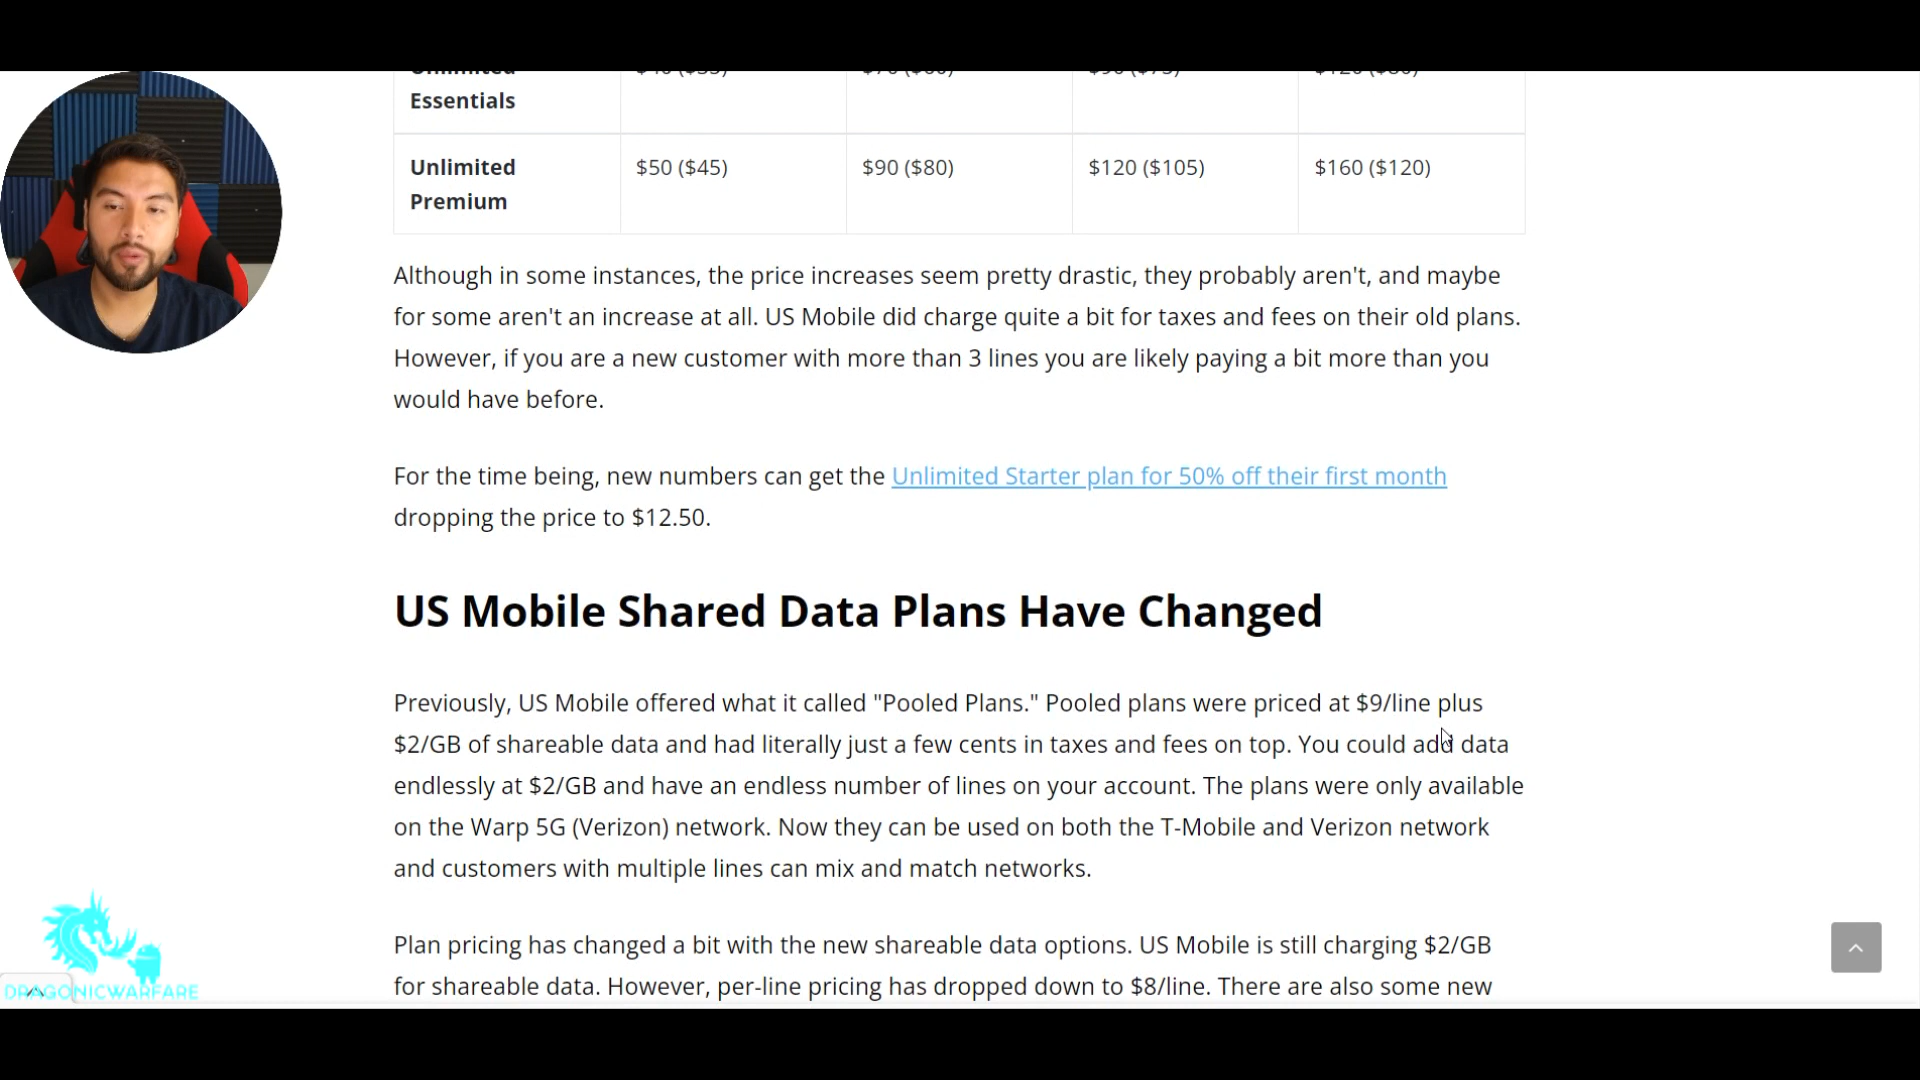 Unlimited $40 ($35) $70 ($60) $90 ($75) $120 ($80)
Essentials
Unlimited $50 ($45) $90 ($80) $120 ($105) $160 ($120)
Premium
Although in some instances, the price increases seem pretty drastic, they probably aren't, and maybe
for some aren't an increase at all. US Mobile did charge quite a bit for taxes and fees on their old plans.
However, if you are a new customer with more than 3 lines you are likely paying a bit more than you
would have before.
For the time being, new numbers can get the Unlimited Starter plan for 50% off their first month
dropping the price to $12.50.
US Mobile Shared Data Plans Have Changed
Previously, US Mobile offered what it called "Pooled Plans." Pooled plans were priced at $9/line plus
$2/GB of shareable data and had literally just a few cents in taxes and fees on top. You could add data
endlessly at $2/GB and have an endless number of lines on your account. The plans were only available
on the Warp 5G (Verizon) network. Now they can be used on both the T-Mobile and Verizon network
and customers with multiple lines can mix and match networks.
Plan pricing has changed a bit with the new shareable data options. US Mobile is still charging $2/GB
for shareable data. However, per-line pricing has dropped down to $8/line. There are also some new
DRAGONICWARFARE